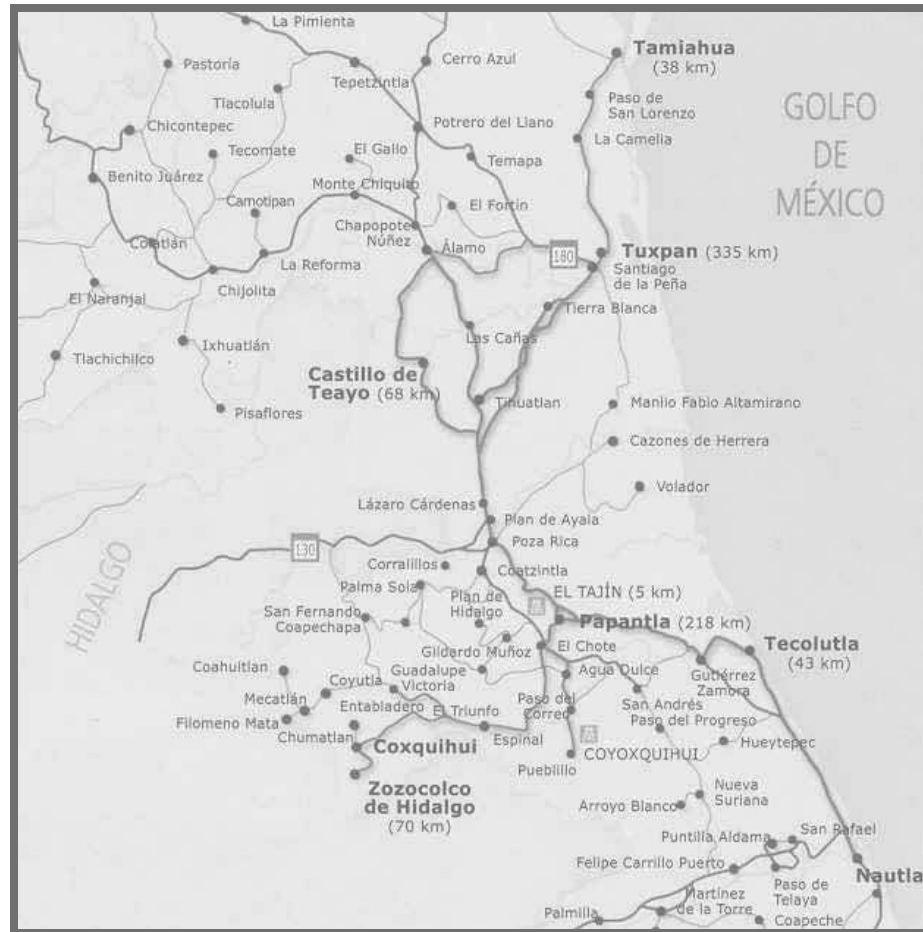 La Pimienta
Tamiahua
(38 km)
Pastoría
Tepetzintla
Cerro Azul
Tlacolula
Paso de
San Lorenzo
GOLFO
DE
MÉXICO
Chicontepec
Potrero del Llano
La Camelia
Tecomate
El Gallo
Temapa
Benito Juárez
Monte Chiquito
Camotipan
El Fortín
Chapopote
Núñez
Colatlán
La Reforma
Álamo
180
Tuxpan (335 km)
Santiago
de la Peña
Chijolita
El Naranjal
Tierra Blanca
Ixhuatlán
Las Cañas
Tlachichilco
Castillo de
Teayo (68 km)
Pisaflores
Tihuatlan
Manlio Fabio Altamirano
Cazones de Herrera
Volador
Lázaro Cárdenas
Plan de Ayala
Poza Rica
HIDALGO
130
Corralillos
Coatzintla
Palma Sola
EL TAJÍN (5 km)
Plan de
Hidalgo
San Fernando
Coapechapa
Papantla (218 km)
Gildardo Muñoz
El Chote
Tecolutla
(43 km)
Coahuitlan
Guadalupe
Victoria
Agua Dulce
Gutiérrez
Zamora
Coyutla
Mecatlán
Entabladero
El Triunfo
Paso del
Correo
San Andrés
Filomeno Mata
Paso del Progreso
Chumatlan
Coxquihui
Espinal
Hueytepec
COYOXQUIHUI
Pueblillo
Zozocolco
de Hidalgo
(70 km)
Nueva
Suriana
Arroyo Blanco
San Rafael
Puntilla Aldama
Felipe Carrillo Puerto
Nautla
Paso de
Telaya
Martínez
de la Torre
Palmilla
Coapeche